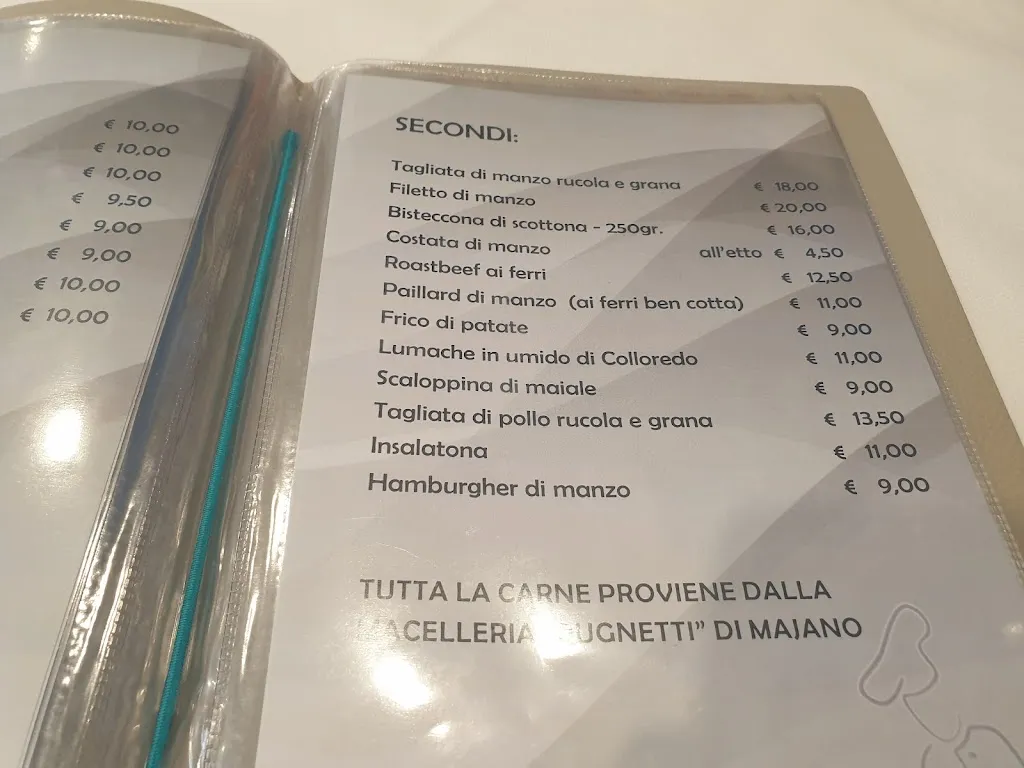 € 10,00
€ 10,00
€ 10,00
€ 9,50
€ 9,00
€ 9,00
€ 10,00
€ 10,00
SECONDI:
Tagliata di manzo rucola e grana € 18,00
Filetto di manzo € 20,00
Bisteccona di scottona - 250gr. € 16,00
Costata di manzo all'etto € 4,50
Roastbeef ai ferri € 12,50
Paillard di manzo (ai ferri ben cotta) € 11,00
Frico di patate € 9,00
Lumache in umido di Colloredo € 11,00
Scaloppina di maiale € 9,00
Tagliata di pollo rucola e grana € 13,50
Insalatona € 11,00
Hamburgher di manzo € 9,00
TUTTA LA CARNE PROVIENE DALLA
DI MAJANO